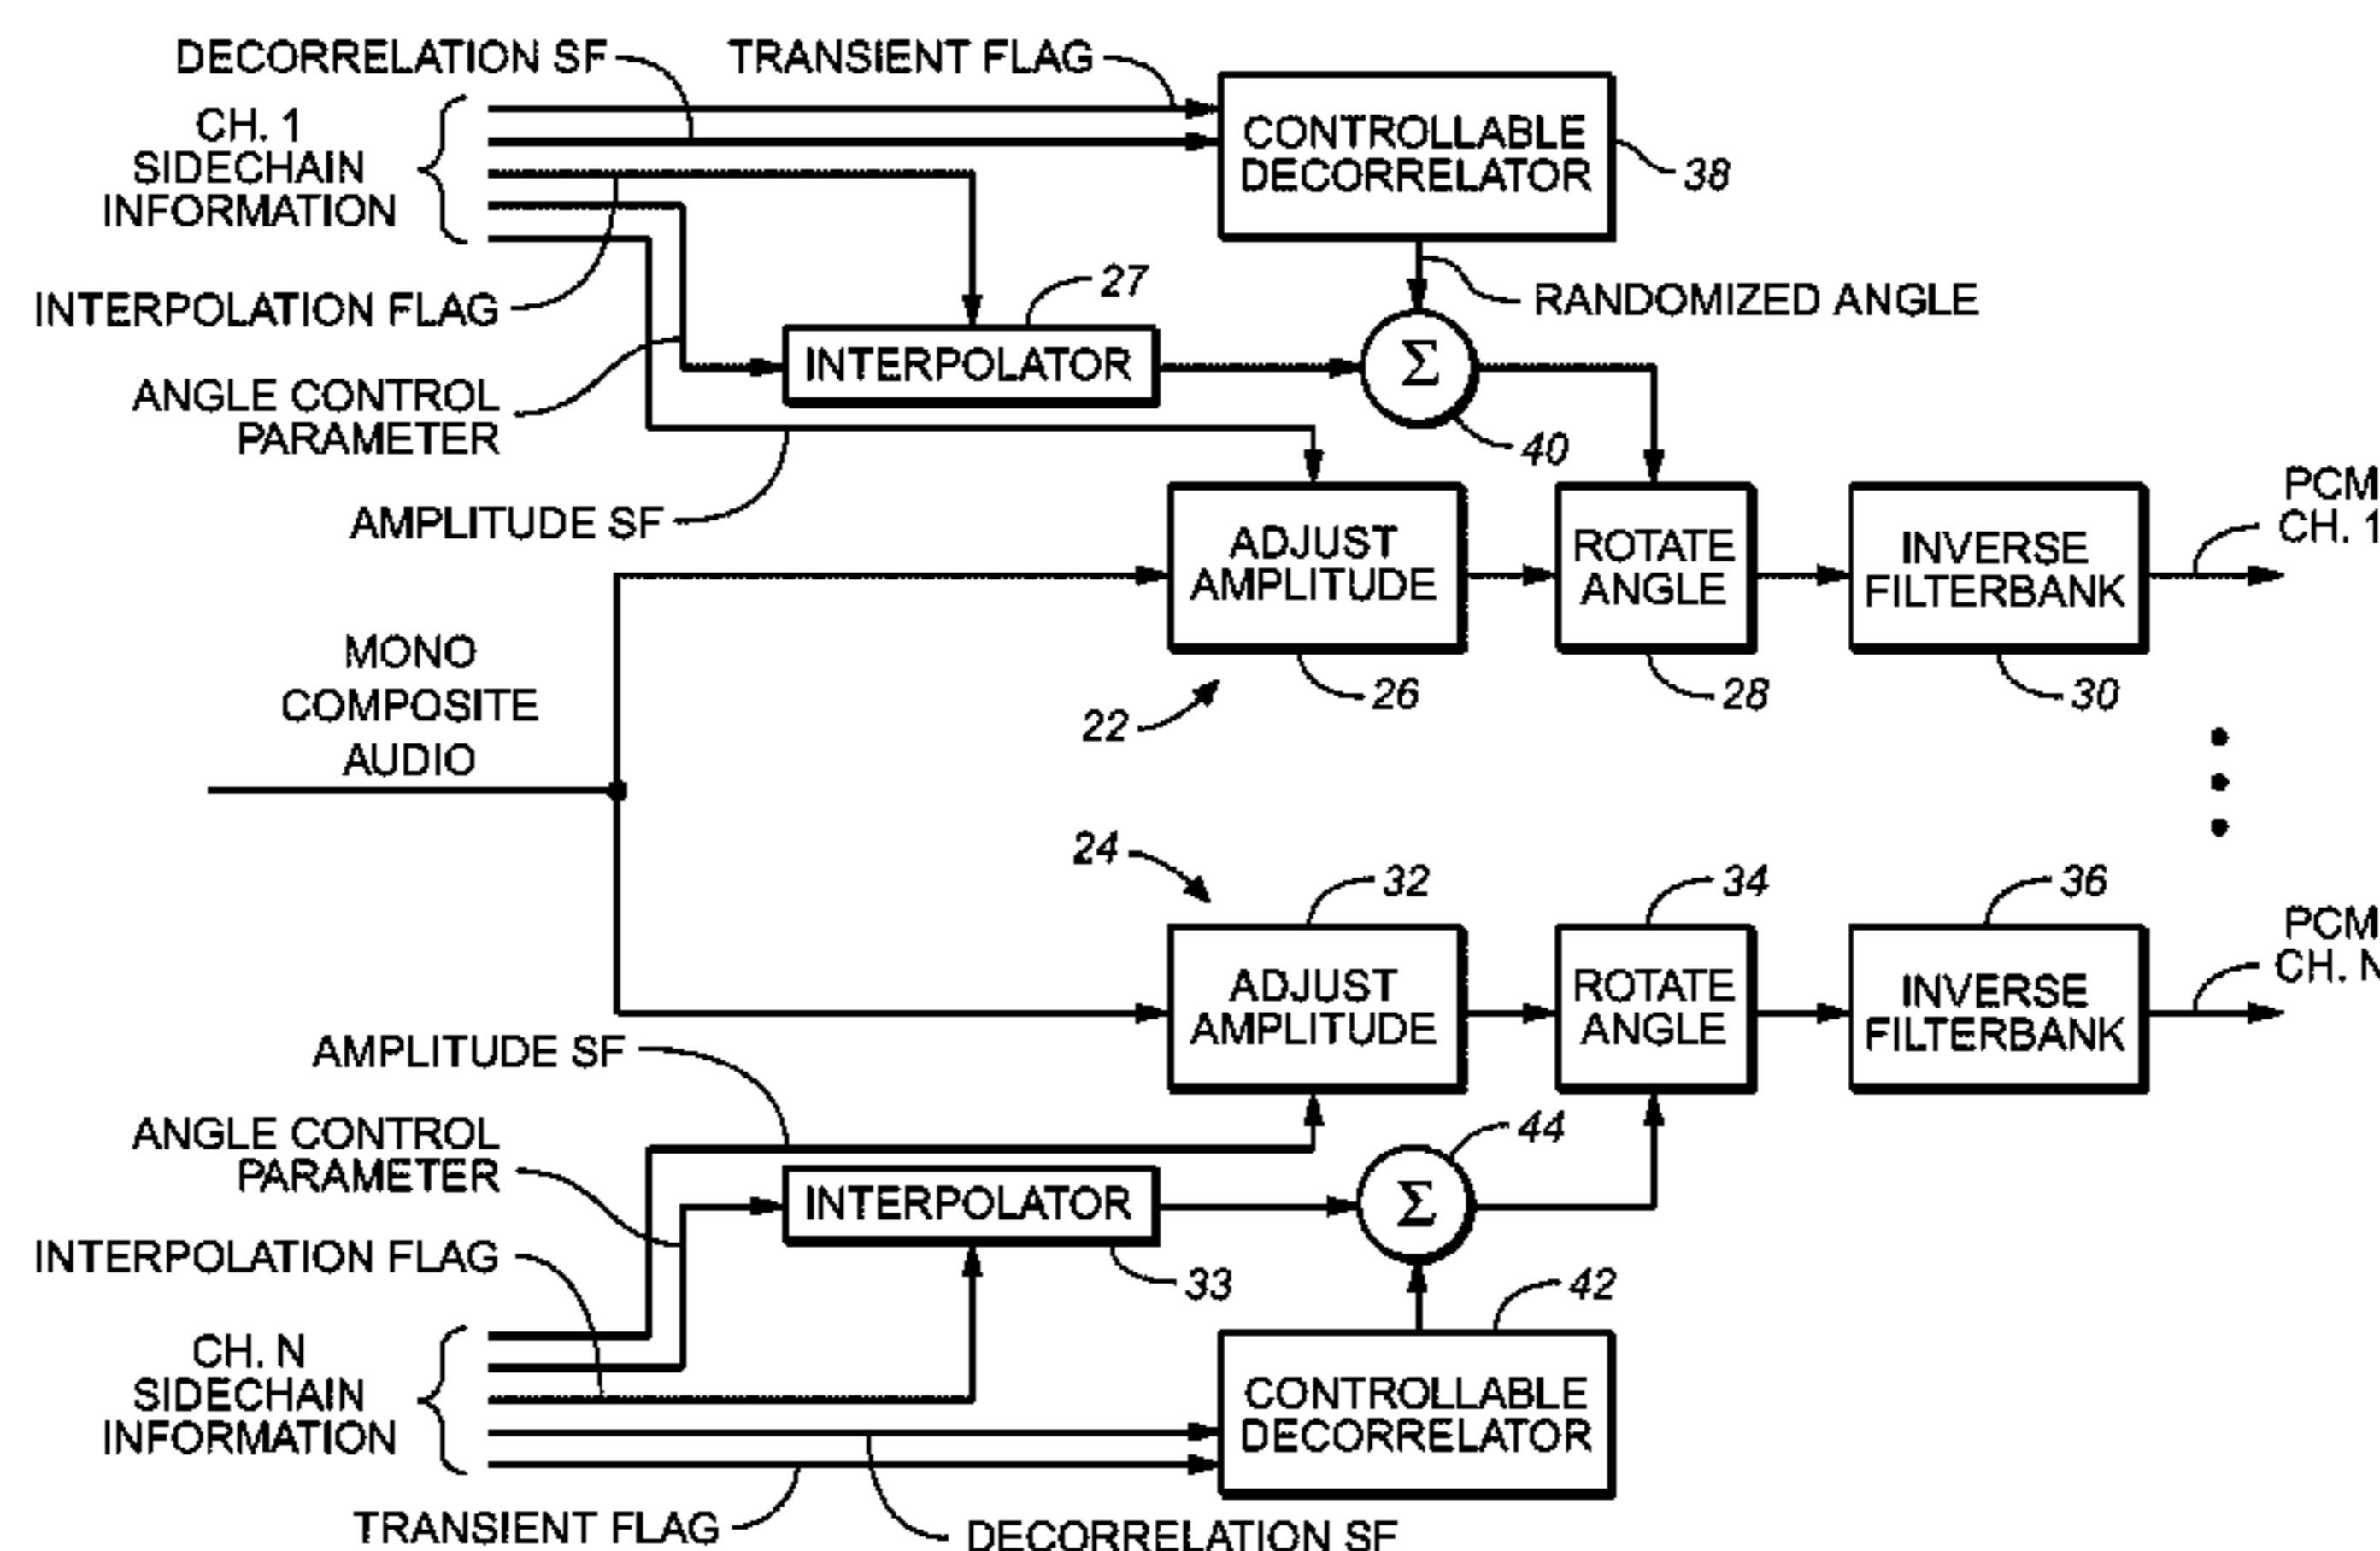 DECORRELATION SF
TRANSIENT FLAG
CH. 1
SIDECHAIN
INFORMATION
CONTROLLABLE
DECORRELATOR
38
INTERPOLATION FLAG
27
RANDOMIZED ANGLE
INTERPOLATOR
Σ
ANGLE CONTROL
PARAMETER
40
AMPLITUDE SF
ADJUST
AMPLITUDE
ROTATE
ANGLE
INVERSE
FILTERBANK
PCM
CH. 1
MONO
COMPOSITE
AUDIO
22
26
28
30
24
32
34
36
ADJUST
AMPLITUDE
ROTATE
ANGLE
INVERSE
FILTERBANK
PCM
CH. N
AMPLITUDE SF
ANGLE CONTROL
PARAMETER
44
INTERPOLATOR
Σ
INTERPOLATION FLAG
33
42
CH. N
SIDECHAIN
INFORMATION
CONTROLLABLE
DECORRELATOR
TRANSIENT FLAG
DECORRELATION SF